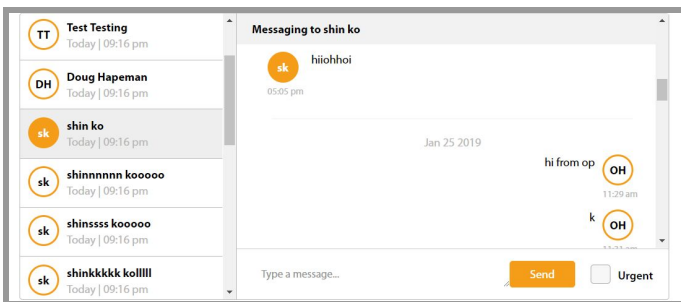 TT
Test Testing
Today | 09:16 pm
DH
Doug Hapeman
Today | 09:16 pm
sk
shin ko
Today | 09:16 pm
sk
shinnnnnn kooooo
Today | 09:16 pm
sk
shinssss kooooo
Today | 09:16 pm
sk
shinkkkkk kolllll
Today | 09:16 pm
Messaging to shin ko
sk
hiiohhoi
05:05 pm
Jan 25 2019
hi from op
OH
11:29 am
k
OH
Type a message...
Send
Urgent